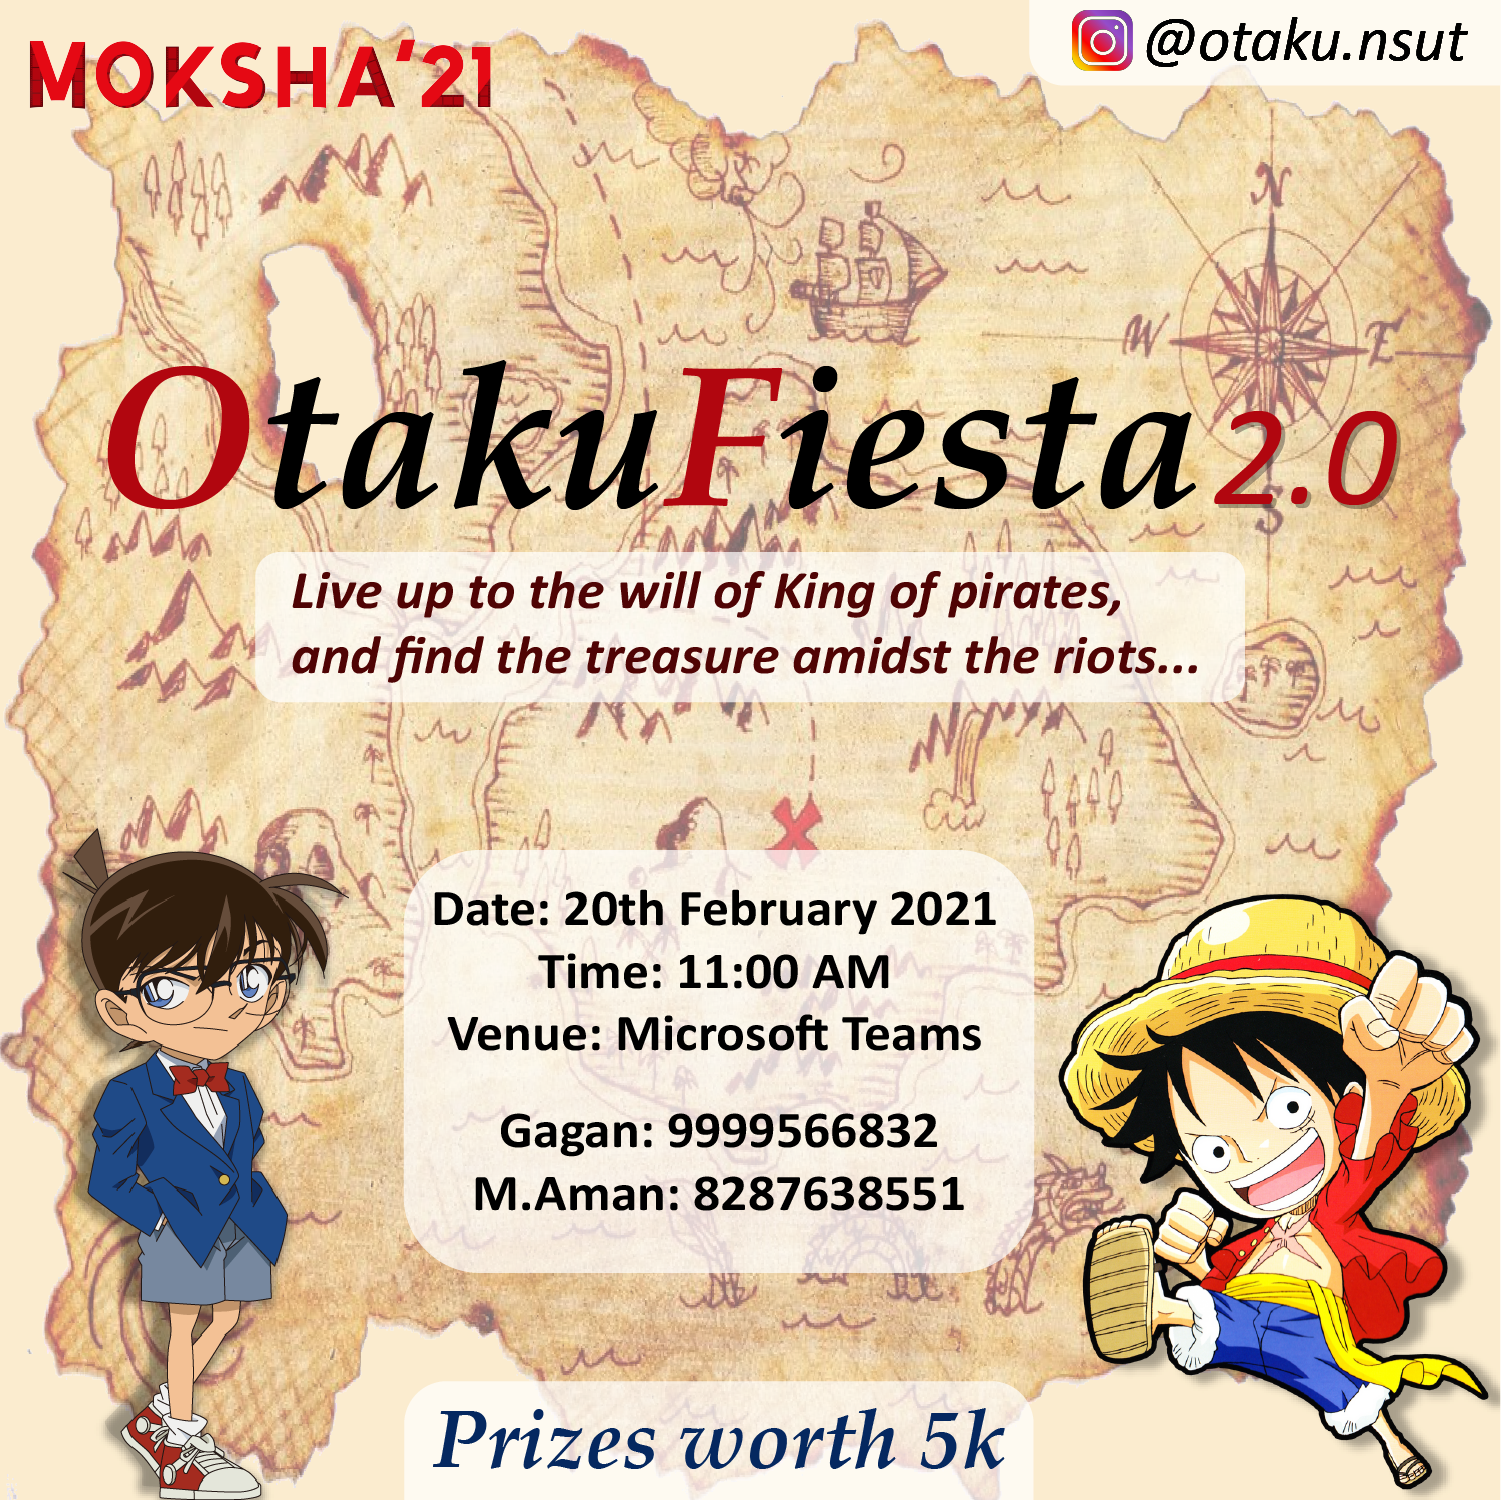 MOKSHA'21
@otaku.nsut
N
W
E
OtakuFiesta 2.0
S
Live up to the will of King of pirates,
and find the treasure amidst the riots...
Date: 20th February 2021
Time: 11:00 AM
Venue: Microsoft Teams
Gagan: 9999566832
M.Aman: 8287638551
Prizes worth 5k